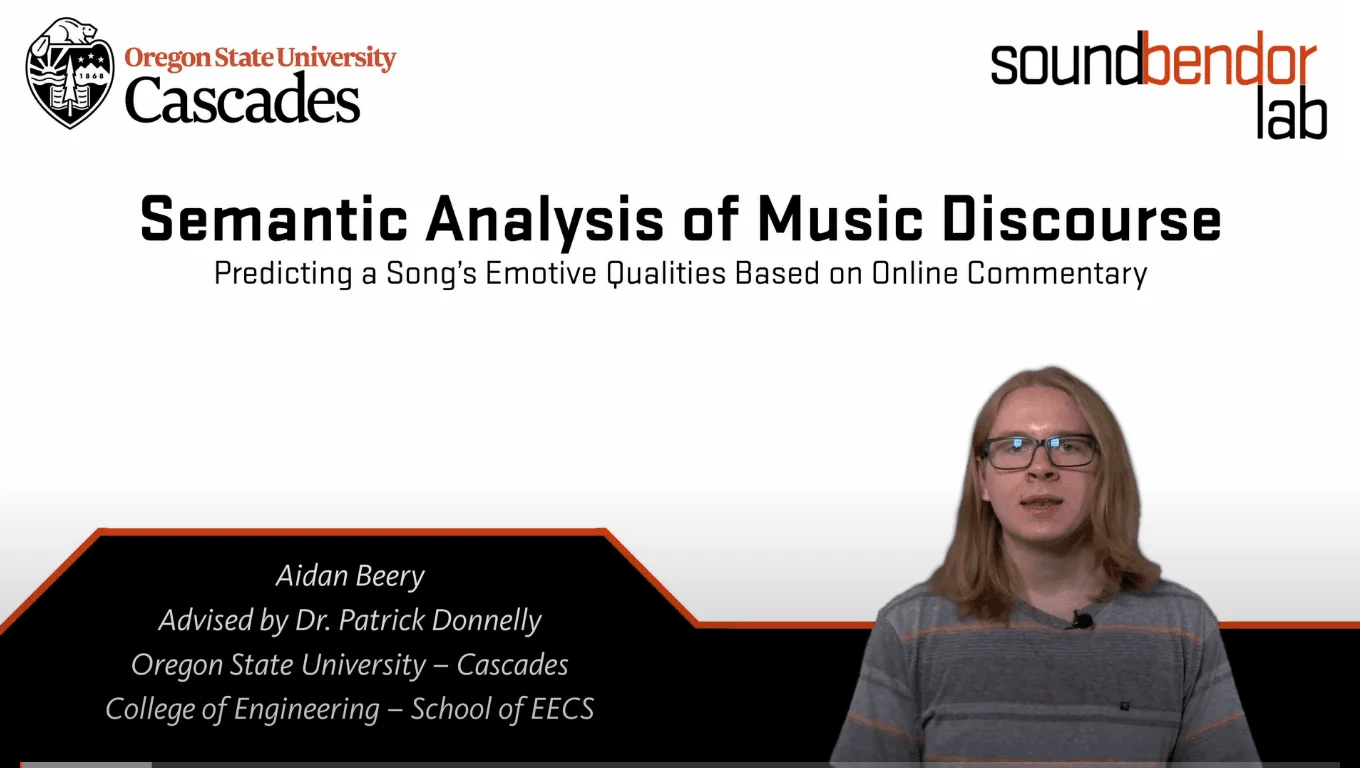 Oregon State University
Cascades
1868
soundbendor
lab
Semantic Analysis of Music Discourse
Predicting a Song's Emotive Qualities Based on Online Commentary
Aidan Beery
Advised by Dr. Patrick Donnelly
Oregon State University – Cascades
College of Engineering – School of EECS